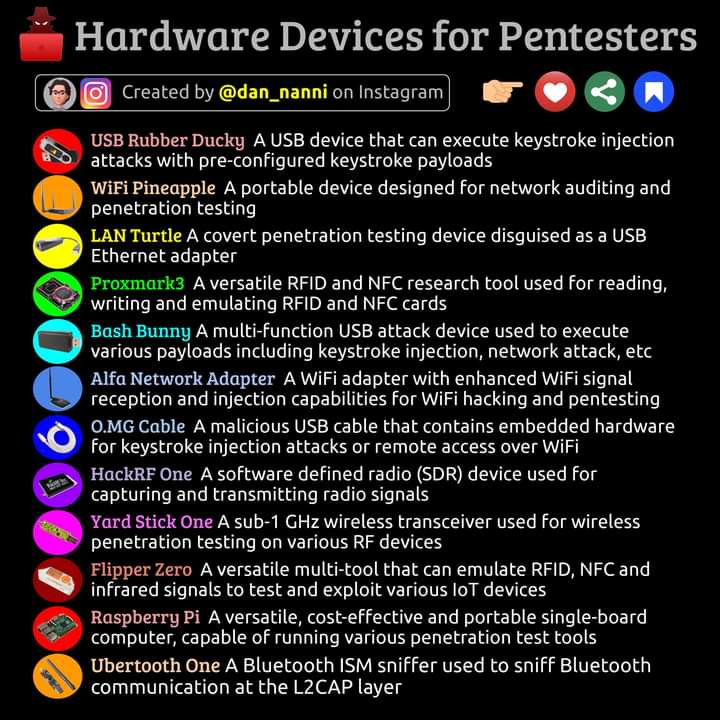 Hardware Devices for Pentesters
Created by @dan_nanni on Instagram
USB Rubber Ducky A USB device that can execute keystroke injection
attacks with pre-configured keystroke payloads
WiFi Pineapple A portable device designed for network auditing and
penetration testing
LAN Turtle A covert penetration testing device disguised as a USB
Ethernet adapter
Proxmark3 A versatile RFID and NFC research tool used for reading,
writing and emulating RFID and NFC cards
Bash Bunny A multi-function USB attack device used to execute
various payloads including keystroke injection, network attack, etc
Alfa Network Adapter A WiFi adapter with enhanced WiFi signal
reception and injection capabilities for WiFi hacking and pentesting
O.MG Cable A malicious USB cable that contains embedded hardware
for keystroke injection attacks or remote access over WiFi
HackRF One A software defined radio (SDR) device used for
capturing and transmitting radio signals
Yard Stick One A sub-1 GHz wireless transceiver used for wireless
penetration testing on various RF devices
Flipper Zero A versatile multi-tool that can emulate RFID, NFC and
infrared signals to test and exploit various IoT devices
Raspberry Pi A versatile, cost-effective and portable single-board
computer, capable of running various penetration test tools
Ubertooth One A Bluetooth ISM sniffer used to sniff Bluetooth
communication at the L2CAP layer